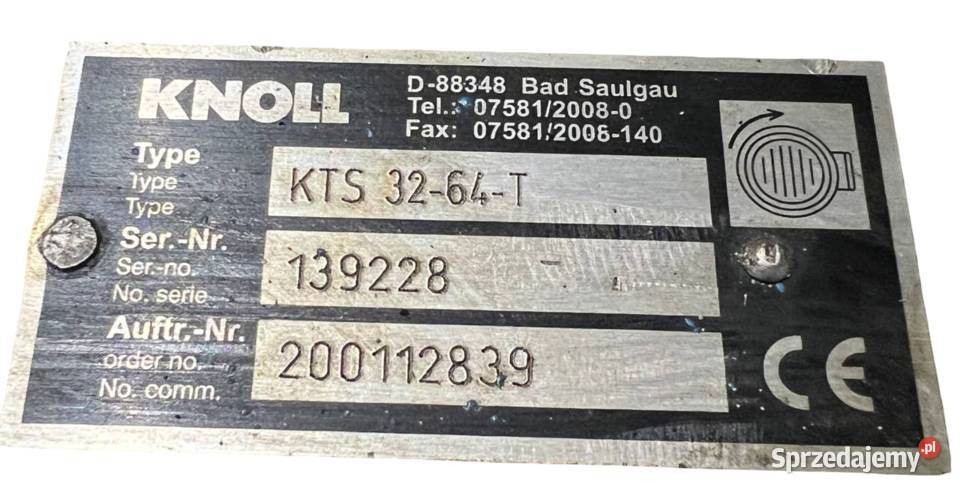 KNOLL
D-88348 Bad Saulgau
Tel.: 07581/2008-0
Fax: 07581/2008-140
Type
Type
Type
KTS 32-64-T
Ser.-Nr.
Ser.-no.
No. serie
139228
Auftr.-Nr.
order no.
No. comm.
200112839
CE
Sprzedajemy.pl